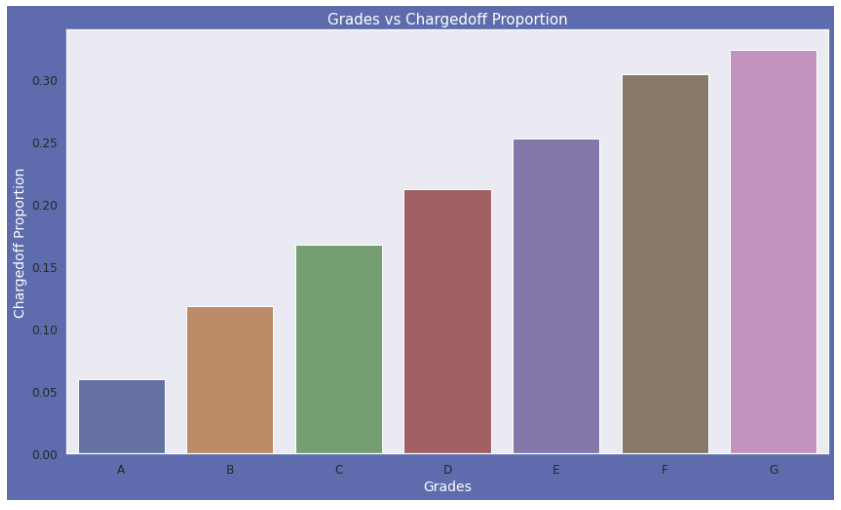 Grades vs Chargedoff Proportion
Chargedoff Proportion
0.30
0.25
0.20
0.15
0.10
0.05
0.00
A B C D E F G
Grades